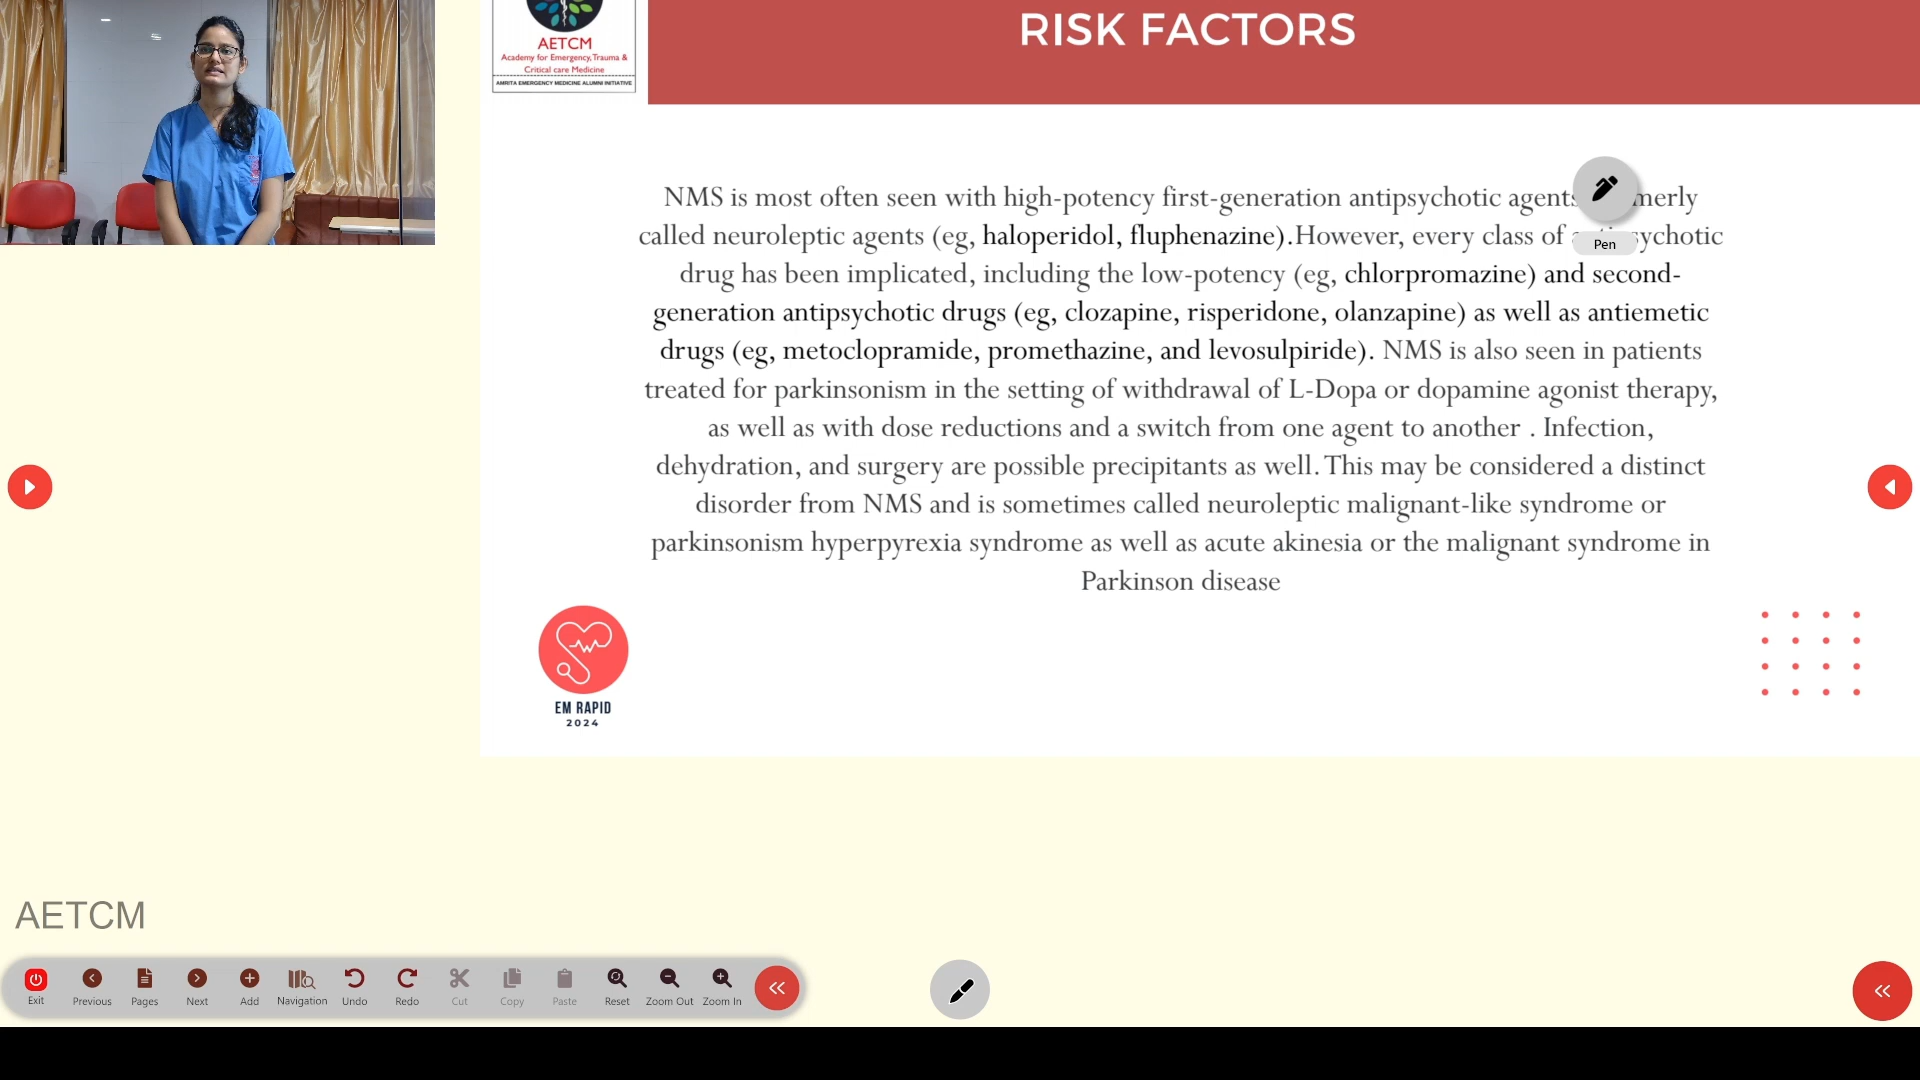 RISK FACTORS
AETCM
Academy for Emergency, Trauma &
Critical care Medicine
AMRITA EMERGENCY MEDICINE ALUMNI INITIATIVE
NMS is most often seen with high-potency first-generation antipsychotic agents merly
called neuroleptic agents (eg, haloperidol, fluphenazine).However, every class of ychotic
drug has been implicated, including the low-potency (eg, chlorpromazine) and second-
generation antipsychotic drugs (eg, clozapine, risperidone, olanzapine) as well as antiemetic
drugs (eg, metoclopramide, promethazine, and levosulpiride). NMS is also seen in patients
treated for parkinsonism in the setting of withdrawal of L-Dopa or dopamine agonist therapy,
as well as with dose reductions and a switch from one agent to another . Infection,
dehydration, and surgery are possible precipitants as well. This may be considered a distinct
disorder from NMS and is sometimes called neuroleptic malignant-like syndrome or
parkinsonism hyperpyrexia syndrome as well as acute akinesia or the malignant syndrome in
Parkinson disease
Pen
EM RAPID
2024
AETCM
Exit Previous Pages Next Add Navigation Undo Redo Cut Copy Paste Reset Zoom Out Zoom In